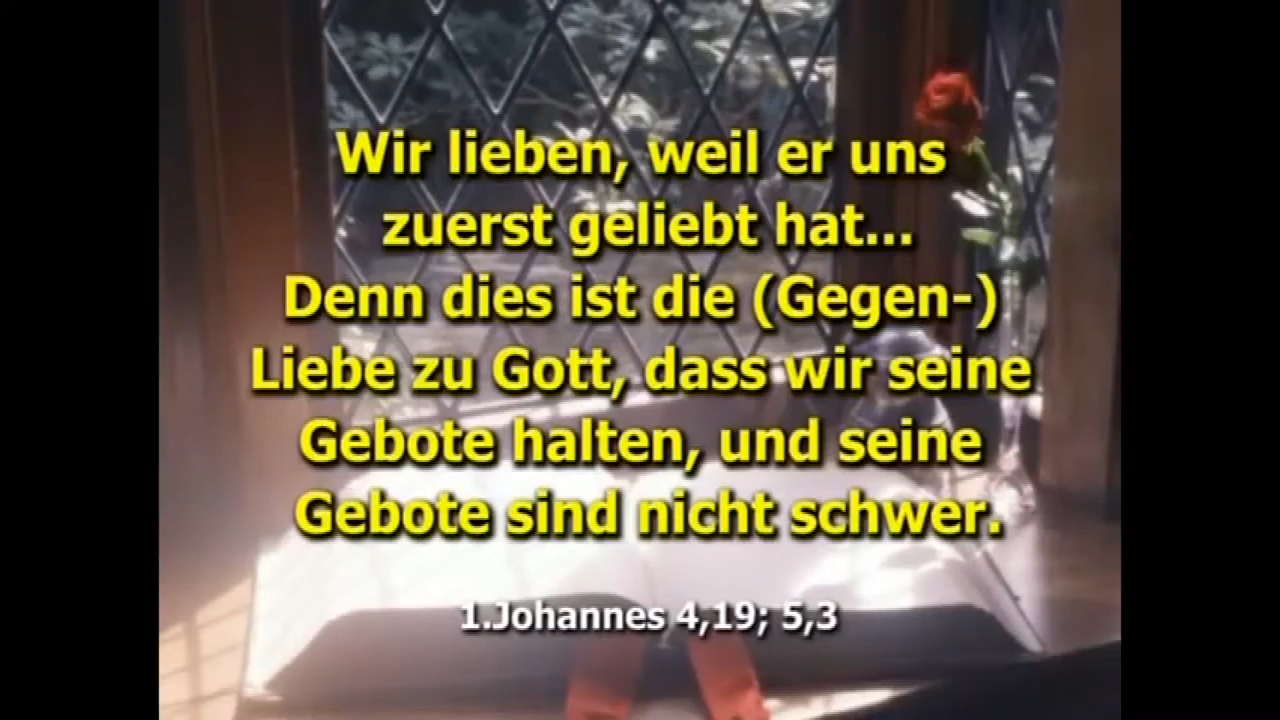 Wir lieben, weil er uns
zuerst geliebt hat...
Denn dies ist die (Gegen-)
Liebe zu Gott, dass wir seine
Gebote halten, und seine
Gebote sind nicht schwer.
1.Johannes 4,19; 5,3